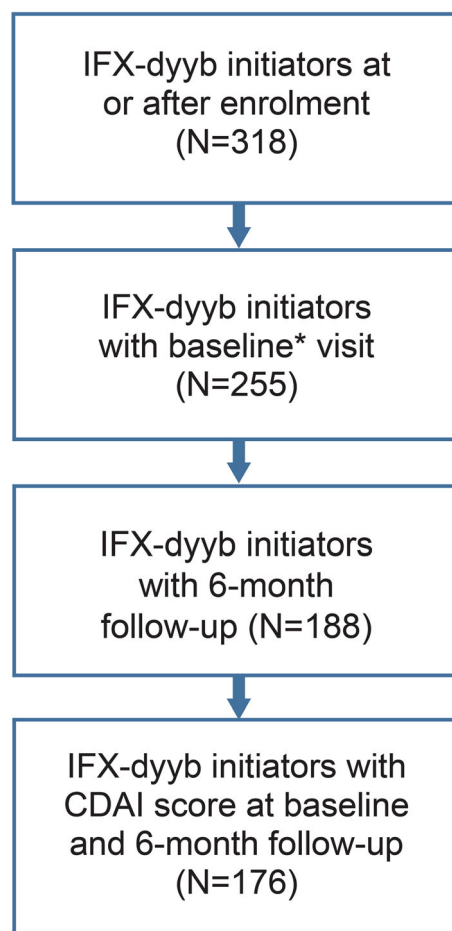 IFX-dyyb initiators at
or after enrolment
(N=318)
IFX-dyyb initiators
with baseline* visit
(N=255)
IFX-dyyb initiators
with 6-month
follow-up (N=188)
IFX-dyyb initiators with
CDAI score at baseline
and 6-month follow-up
(N=176)